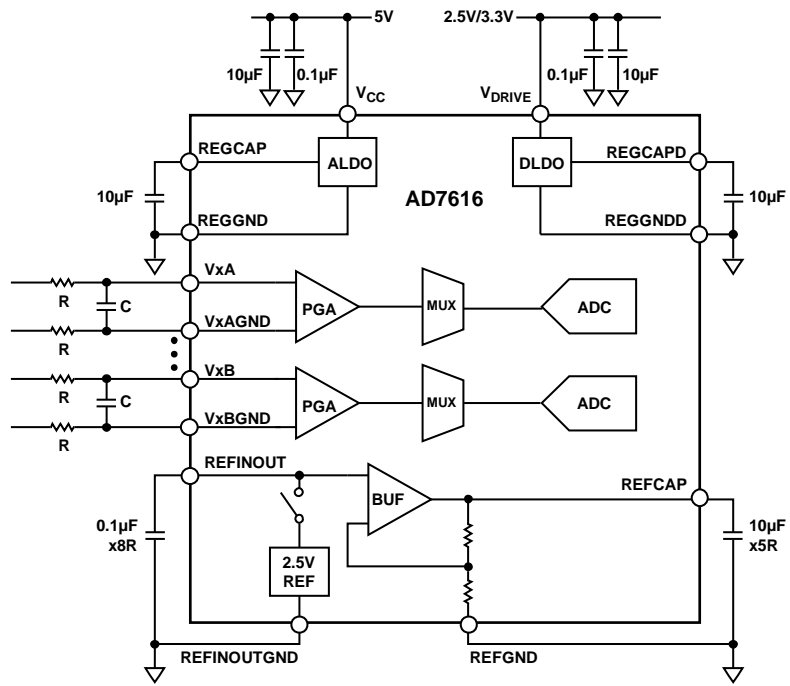 5V
2.5V/3.3V
10µF
0.1µF
0.1µF
10µF
VCC
VDRIVE
REGCAP
ALDO
DLDO
REGCAPD
10µF
AD7616
10µF
REGGND
REGGNDD
VxA
R
C
PGA
MUX
ADC
VxAGND
R
VxB
R
C
PGA
MUX
ADC
VxBGND
R
REFINOUT
REFCAP
BUF
0.1µF
x8R
10µF
x5R
2.5V
REF
REFINOUTGND
REFGND